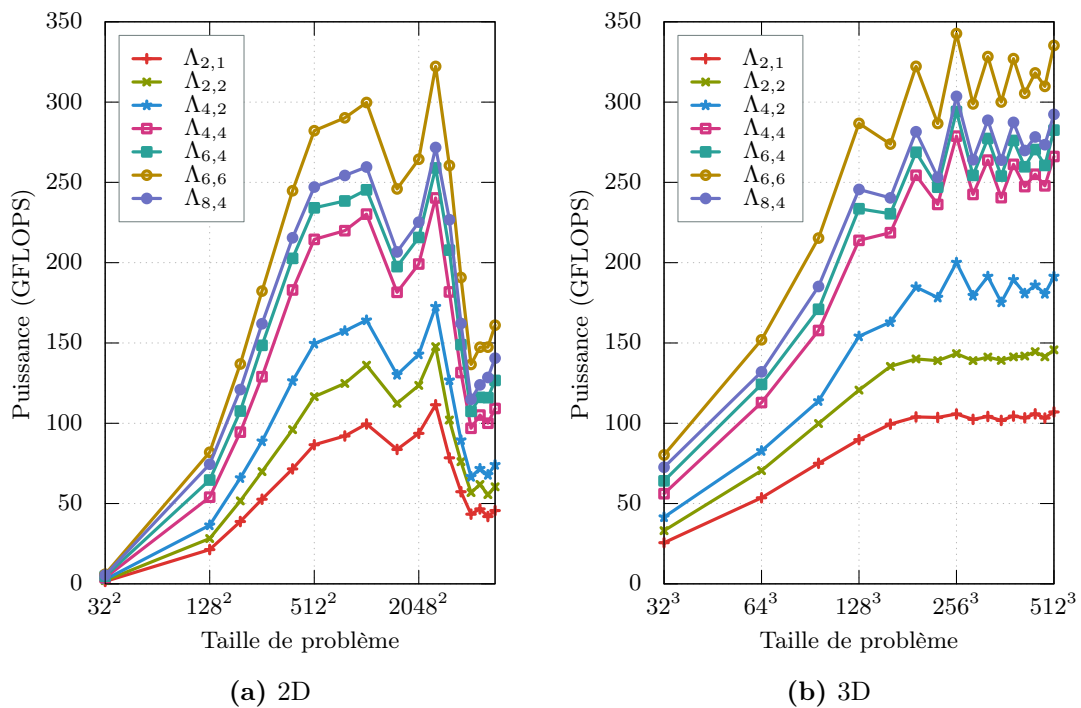 350
300
250
200
150
100
50
0
Puissance (GFLOPS)
Λ2,1
Λ2,2
Λ4,2
Λ4,4
Λ6,4
Λ6,6
Λ8,4
32² 128² 512² 2048²
Taille de problème
(a) 2D
350
300
250
200
150
100
50
0
Puissance (GFLOPS)
Λ2,1
Λ2,2
Λ4,2
Λ4,4
Λ6,4
Λ6,6
Λ8,4
32³ 64³ 128³ 256³ 512³
Taille de problème
(b) 3D